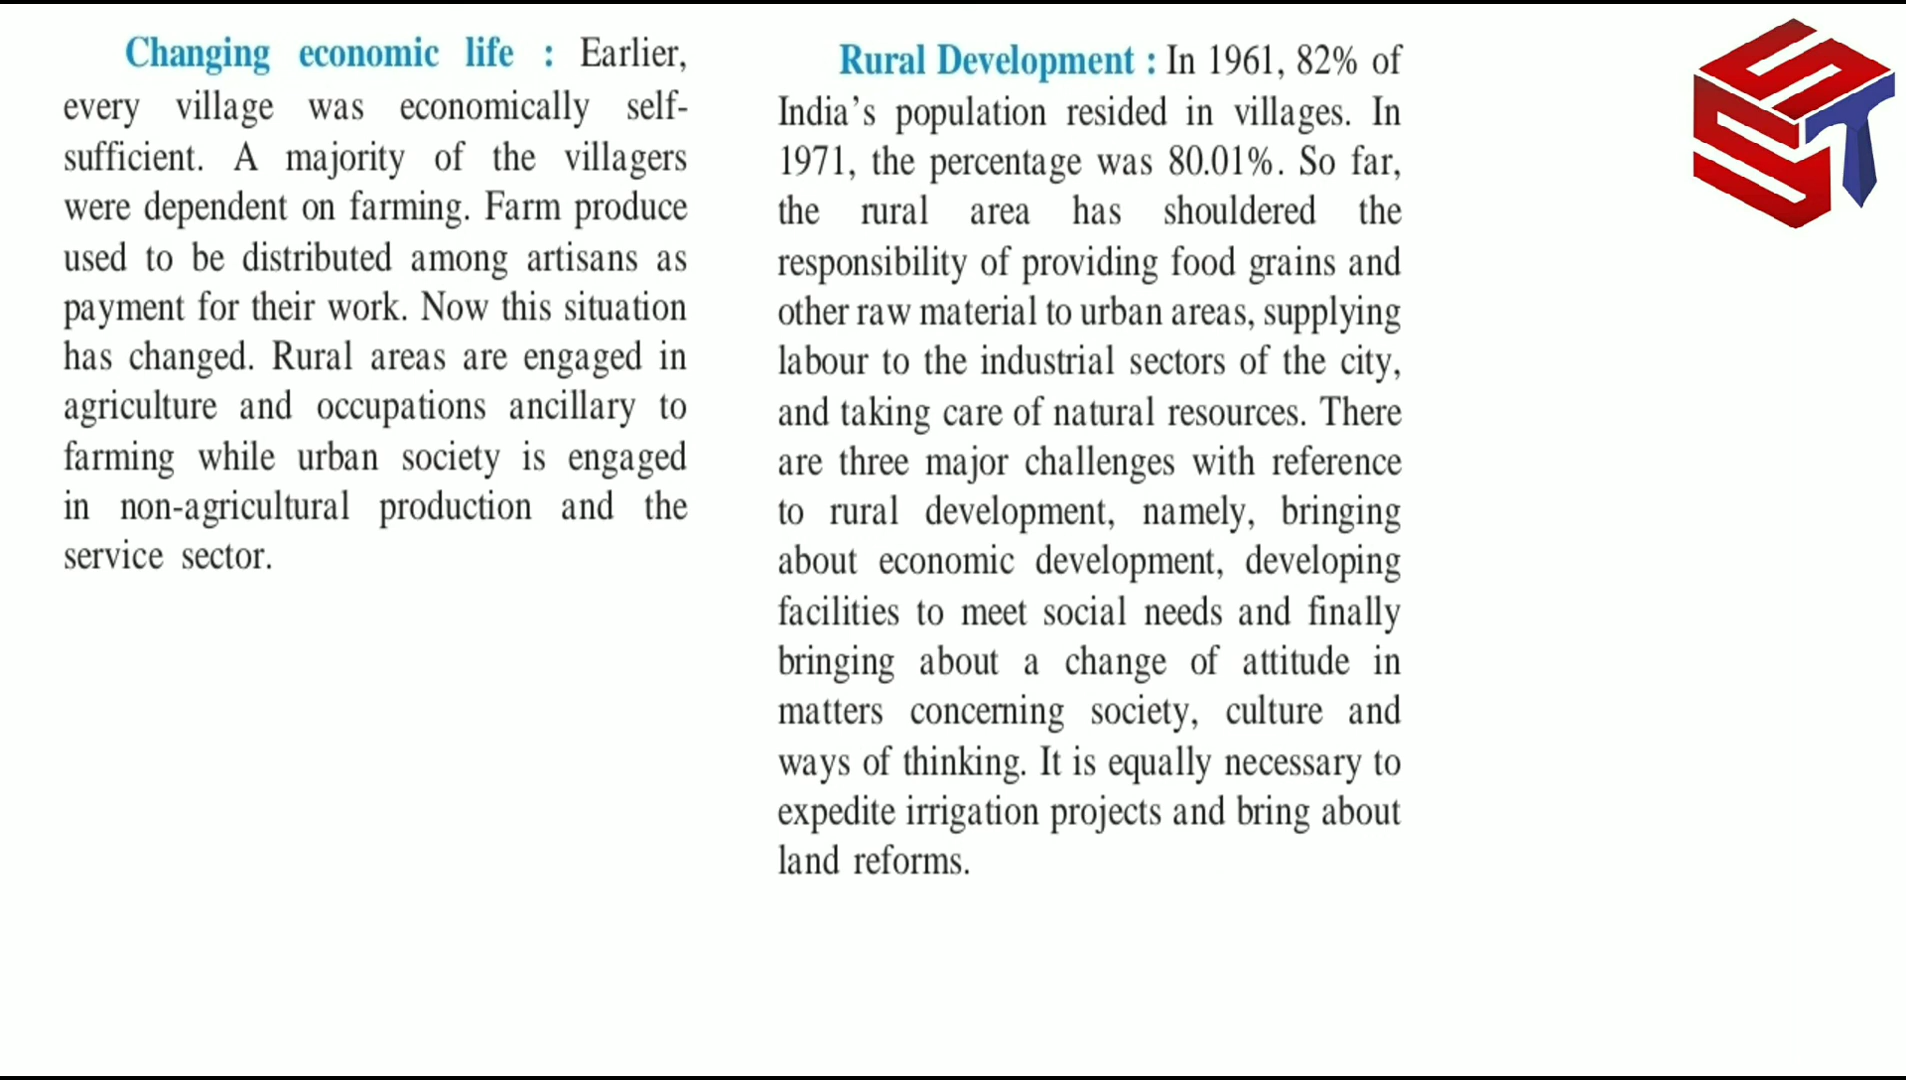 Changing economic life : Earlier,
every village was economically self-
sufficient. A majority of the villagers
were dependent on farming. Farm produce
used to be distributed among artisans as
payment for their work. Now this situation
has changed. Rural areas are engaged in
agriculture and occupations ancillary to
farming while urban society is engaged
in non-agricultural production and the
service sector.
Rural Development : In 1961, 82% of
India's population resided in villages. In
1971, the percentage was 80.01%. So far,
the rural area has shouldered the
responsibility of providing food grains and
other raw material to urban areas, supplying
labour to the industrial sectors of the city,
and taking care of natural resources. There
are three major challenges with reference
to rural development, namely, bringing
about economic development, developing
facilities to meet social needs and finally
bringing about a change of attitude in
matters concerning society, culture and
ways of thinking. It is equally necessary to
expedite irrigation projects and bring about
land reforms.